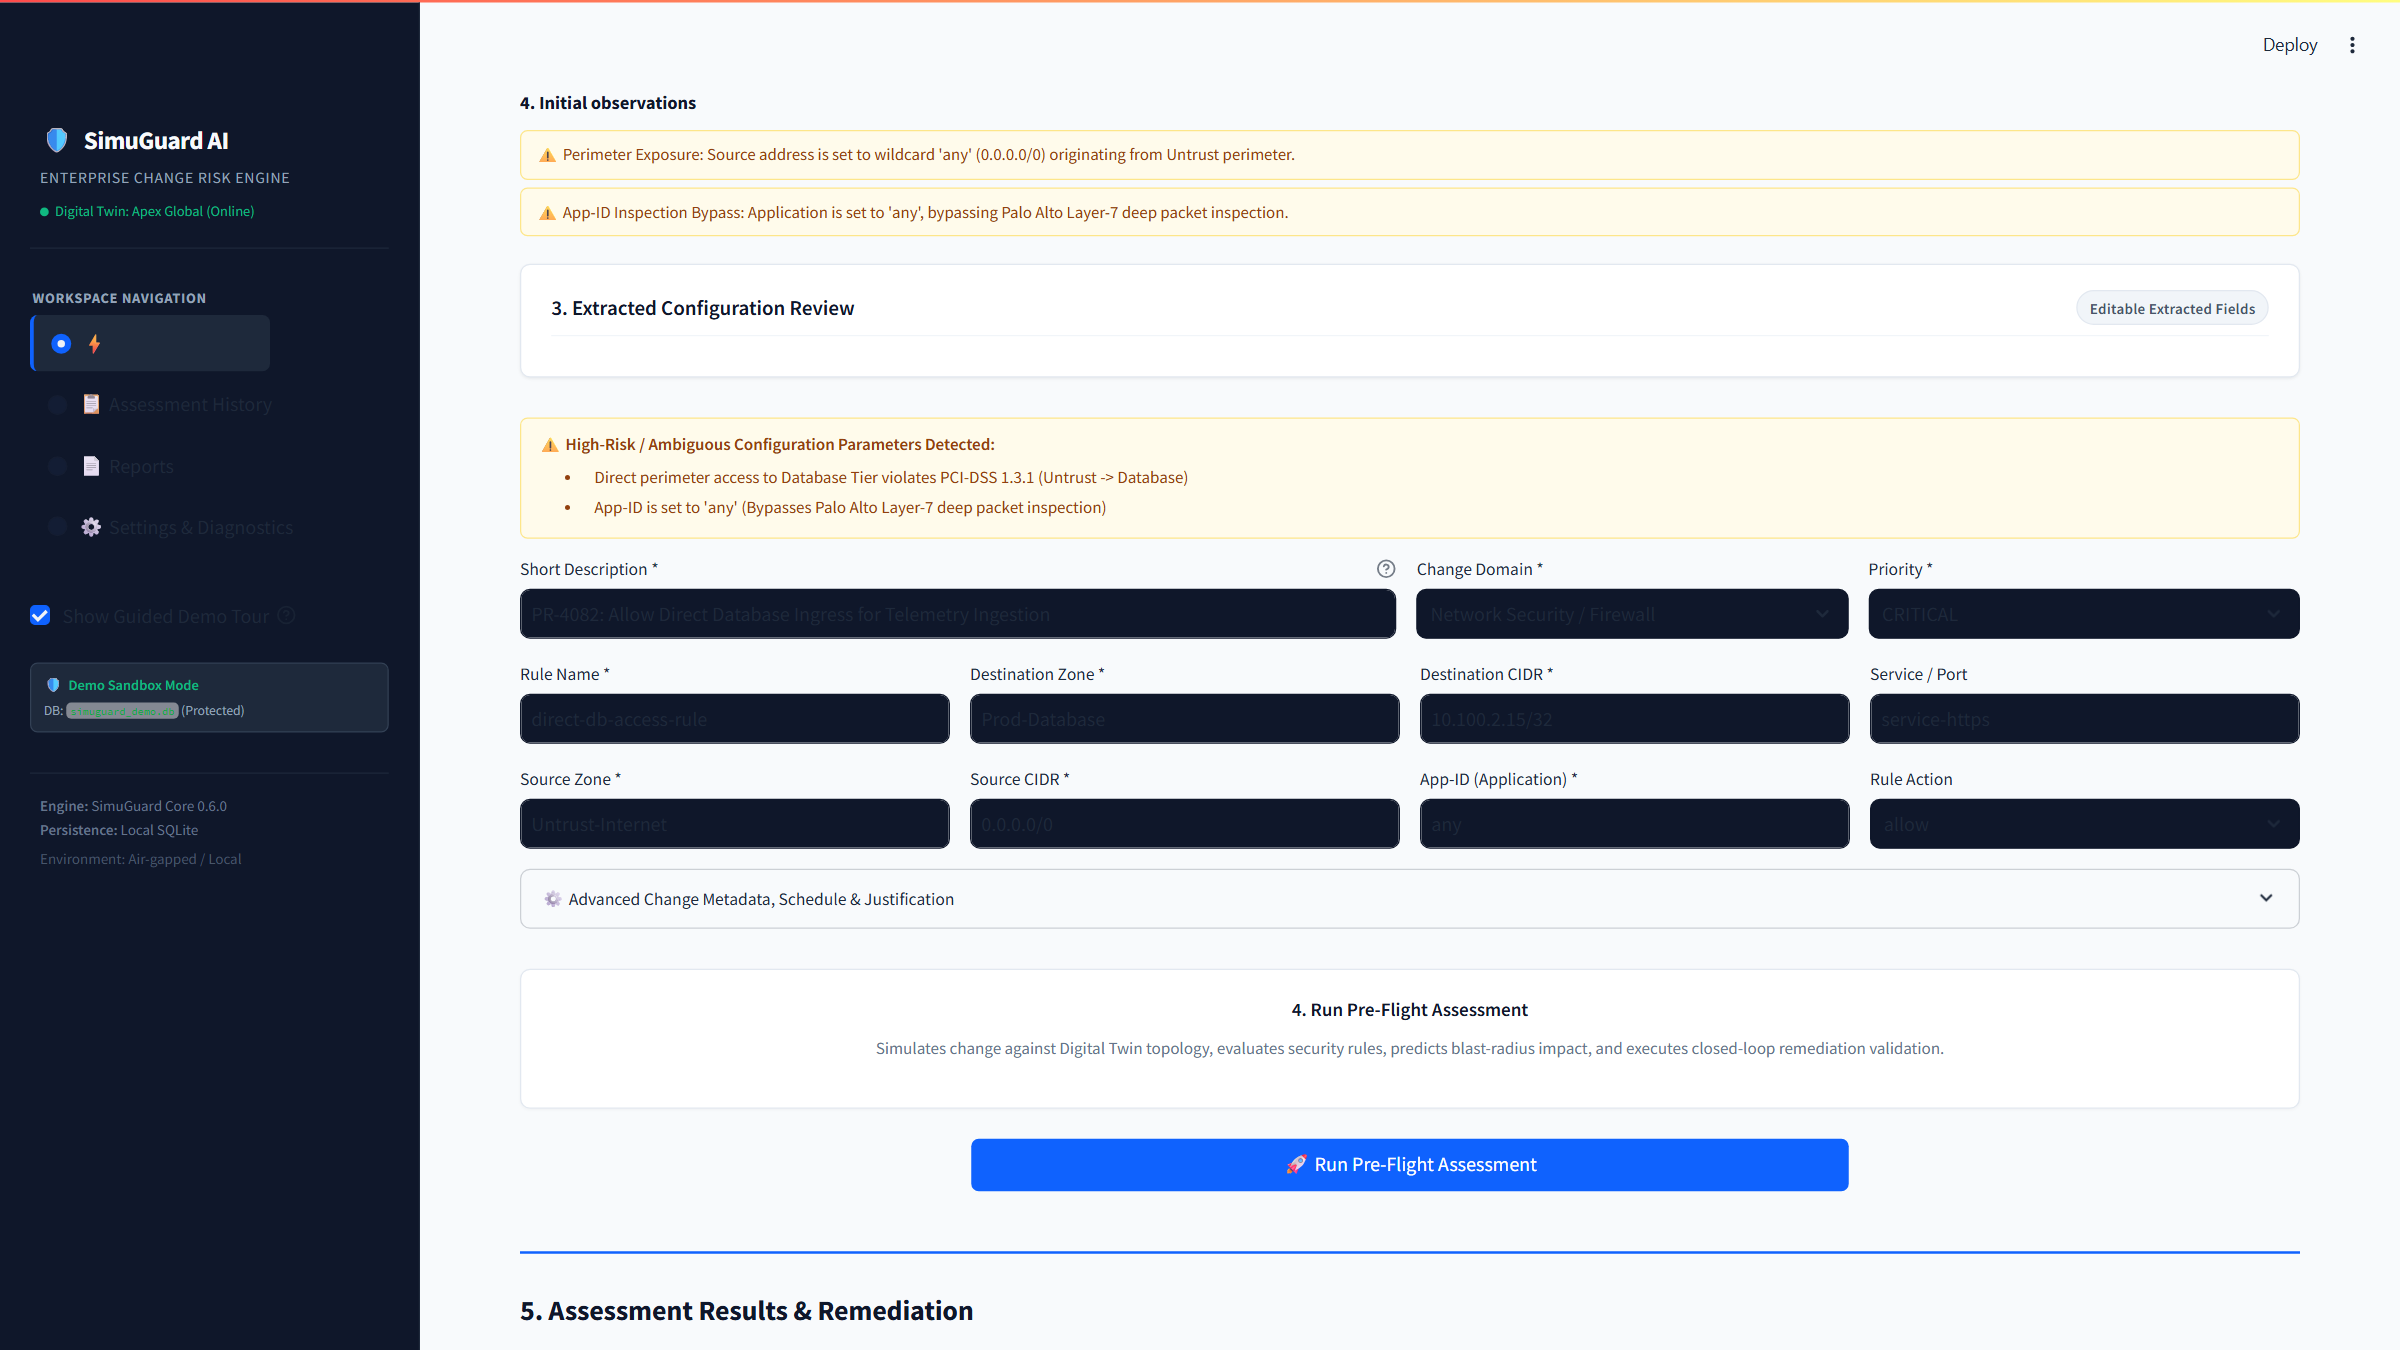 Deploy
SimuGuard AI
ENTERPRISE CHANGE RISK ENGINE
Digital Twin: Apex Global (Online)
WORKSPACE NAVIGATION
Assessment History
Reports
Settings & Diagnostics
Show Guided Demo Tour
Demo Sandbox Mode
DB: simuguard_demo.db (Protected)
Engine: SimuGuard Core 0.6.0
Persistence: Local SQLite
Environment: Air-gapped / Local
4. Initial observations
Perimeter Exposure: Source address is set to wildcard 'any' (0.0.0.0/0) originating from Untrust perimeter.
App-ID Inspection Bypass: Application is set to 'any', bypassing Palo Alto Layer-7 deep packet inspection.
3. Extracted Configuration Review
Editable Extracted Fields
High-Risk / Ambiguous Configuration Parameters Detected:
• Direct perimeter access to Database Tier violates PCI-DSS 1.3.1 (Untrust -> Database)
• App-ID is set to 'any' (Bypasses Palo Alto Layer-7 deep packet inspection)
Short Description * Change Domain * Priority *
PR-4082: Allow Direct Database Ingress for Telemetry Ingestion Network Security / Firewall CRITICAL
Rule Name * Destination Zone * Destination CIDR * Service / Port
direct-db-access-rule Prod-Database 10.100.2.15/32 service-https
Source Zone * Source CIDR * App-ID (Application) * Rule Action
Untrust-Internet 0.0.0.0/0 any allow
Advanced Change Metadata, Schedule & Justification
4. Run Pre-Flight Assessment
Simulates change against Digital Twin topology, evaluates security rules, predicts blast-radius impact, and executes closed-loop remediation validation.
Run Pre-Flight Assessment
5. Assessment Results & Remediation